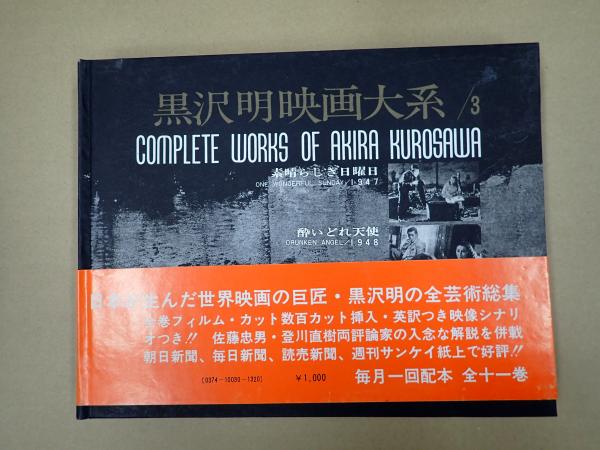 黒沢明映画大系/3
COMPLETE WORKS OF AKIRA KUROSAWA
素晴らしき日曜日
ONE WONDERFUL SUNDAY/1947
酔いどれ天使
DRUNKEN ANGEL/1948
生んだ世界映画の巨匠・黒沢明の全芸術総集
巻フィルム・カット数百カット挿入・英訳つき映像シナリ
オつき!! 佐藤忠男・登川直樹両評論家の入念な解説を併載
朝日新聞、毎日新聞、読売新聞、週刊サンケイ紙上で好評!!
[0374-10030-1320] ¥1,000 毎月一回配本 全十一巻